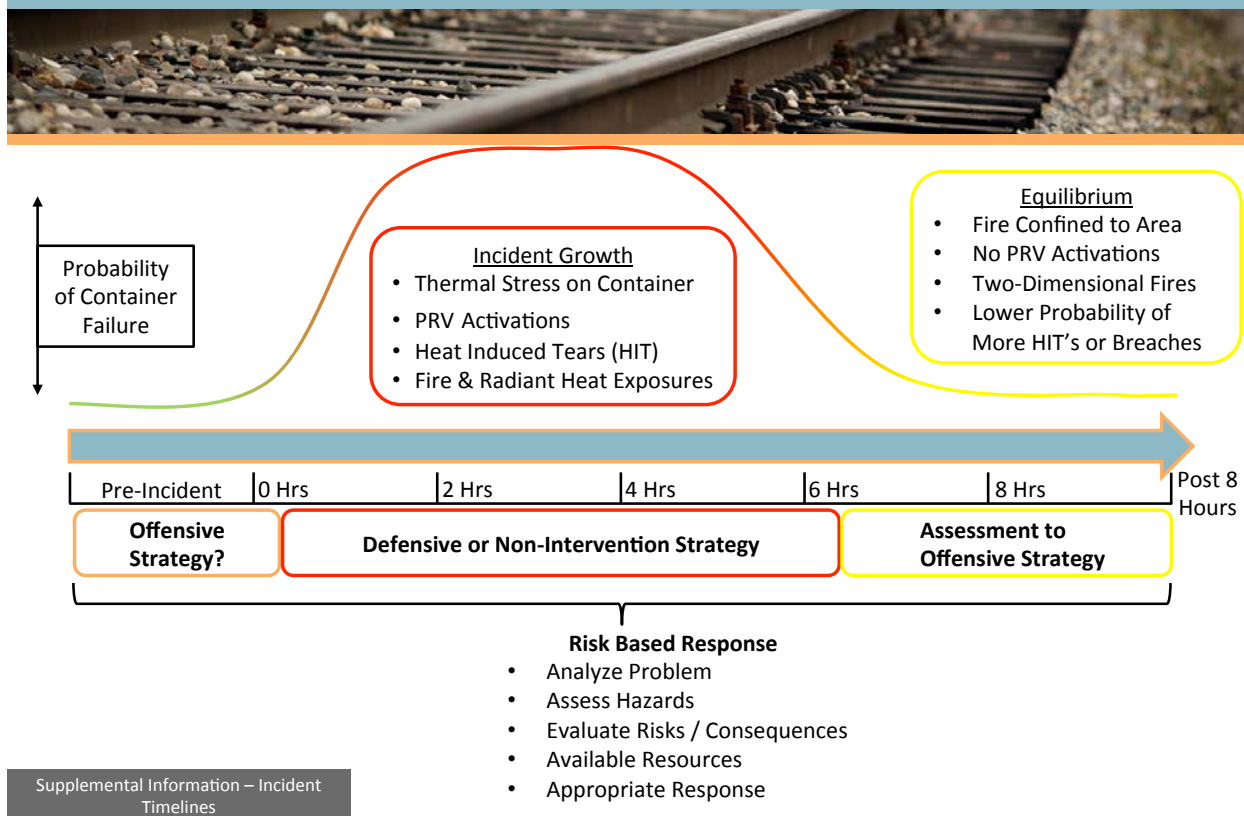 Probability
of Container
Failure
Incident Growth
• Thermal Stress on Container
• PRV Activations
• Heat Induced Tears (HIT)
• Fire & Radiant Heat Exposures
Equilibrium
• Fire Confined to Area
• No PRV Activations
• Two-Dimensional Fires
• Lower Probability of
More HIT's or Breaches
Pre-Incident
0 Hrs
2 Hrs
4 Hrs
6 Hrs
8 Hrs
Post 8
Hours
Offensive
Strategy?
Defensive or Non-Intervention Strategy
Assessment to
Offensive Strategy
Risk Based Response
• Analyze Problem
• Assess Hazards
• Evaluate Risks / Consequences
• Available Resources
• Appropriate Response
Supplemental Information – Incident
Timelines